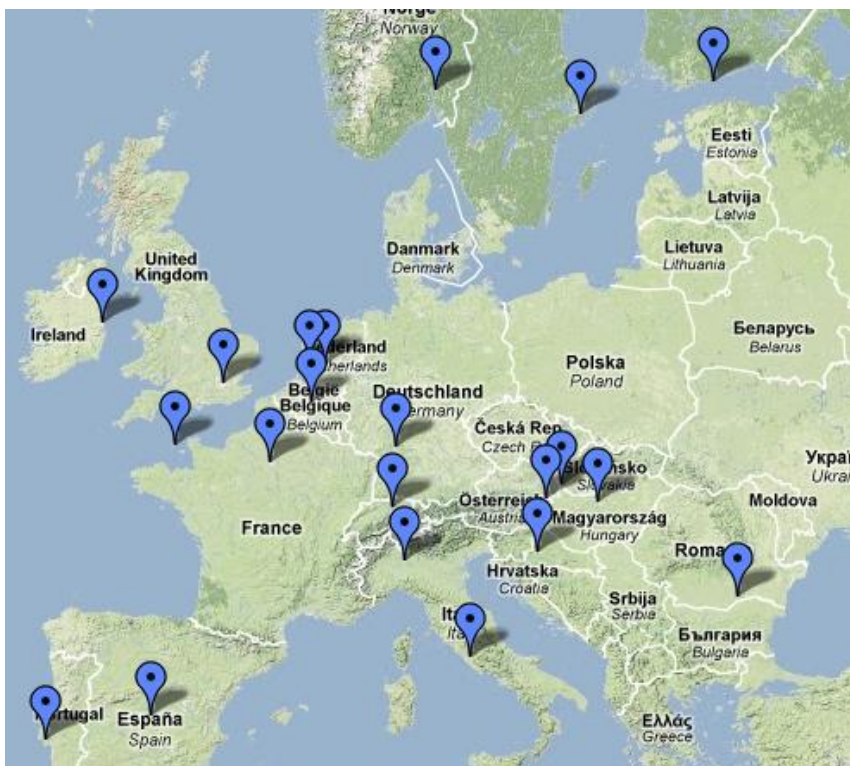 Norge
Norway
Eesti
Estonia
Latvija
Latvia
Lietuva
Lithuania
United
Kingdom
Danmark
Denmark
Ireland
Беларусь
Belarus
Polska
Poland
België
Belgique
Belgium
Deutschland
Česká Rep
Czech
Österreich
Moldova
France
Magyarország
Hungary
Hrvatska
Croatia
Srbija
Serbia
България
Bulgaria
España
Spain
Ελλάς
Greece